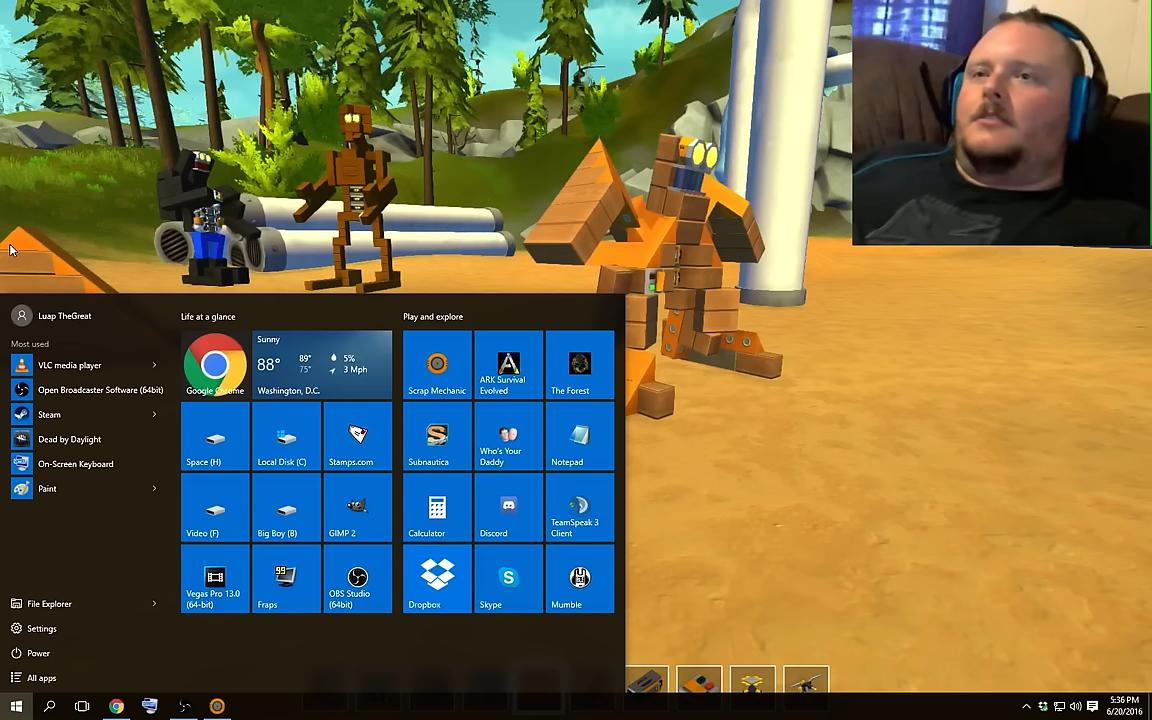 Luap TheGreat
Most used
VLC media player
Open Broadcaster Software (64bit)
Steam
Dead by Daylight
On-Screen Keyboard
Paint
File Explorer
Settings
Power
All apps
Life at a glance
Google Chrome
Sunny
88°
89°
75°
5%
3 Mph
Washington, D.C.
Space (H)
Local Disk (C)
Stamps.com
Video (F)
Big Boy (B)
GIMP 2
Vegas Pro 13.0
(64-bit)
99
Fraps
OBS Studio
(64bit)
Play and explore
Scrap Mechanic
ARK Survival
Evolved
The Forest
Subnautica
Who's Your
Daddy
Notepad
Calculator
Discord
TeamSpeak 3
Client
Dropbox
Skype
Mumble
5:36 PM
6/20/2016